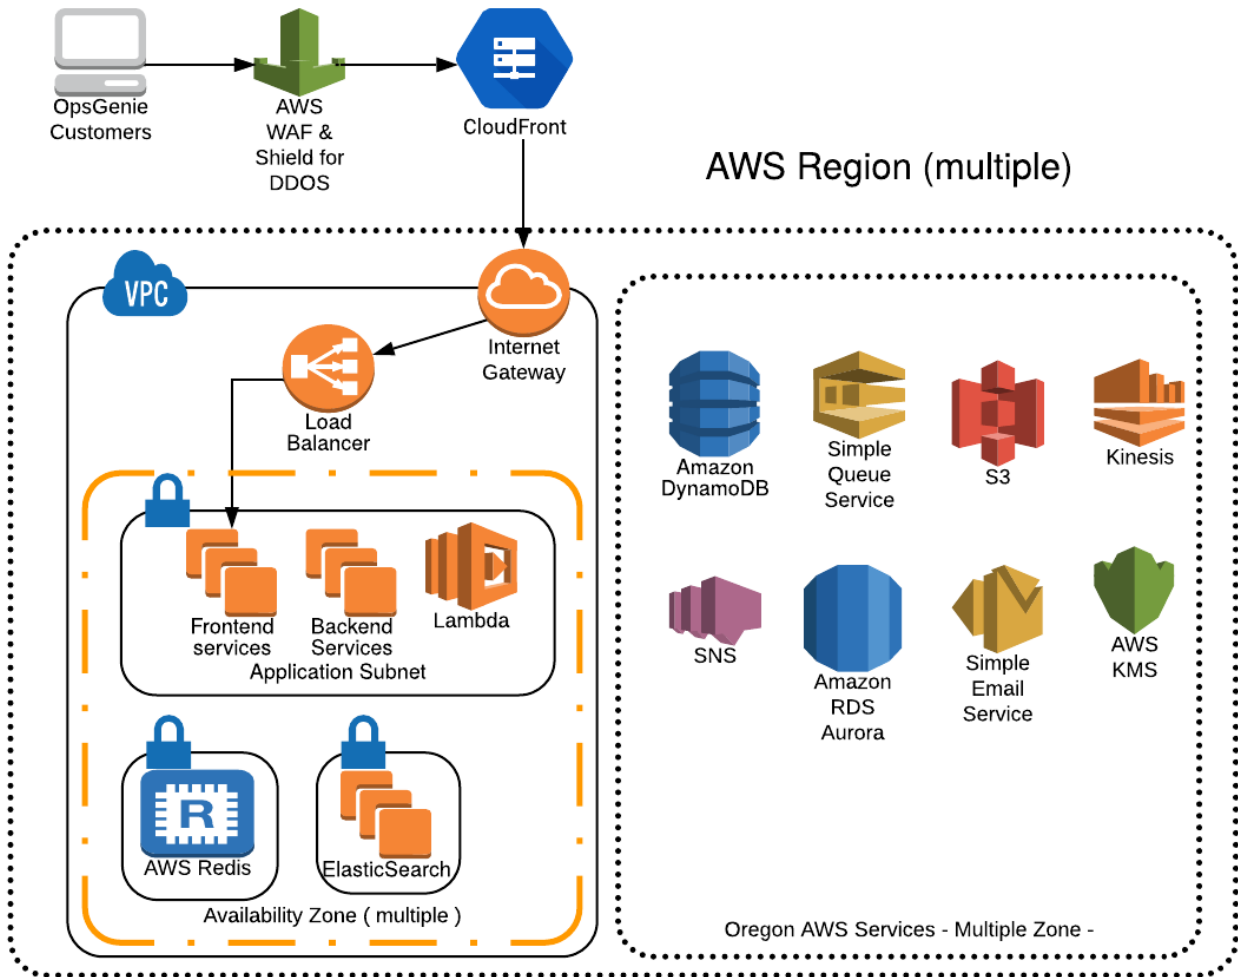 OpsGenie
Customers
AWS
WAF &
Shield for
DDOS
CloudFront
AWS Region (multiple)
VPC
Internet
Gateway
Load
Balancer
Frontend
services
Backend
Services
Lambda
Application Subnet
R
AWS Redis
ElasticSearch
Availability Zone ( multiple )
Amazon
DynamoDB
Simple
Queue
Service
S3
Kinesis
SNS
Amazon
RDS
Aurora
Simple
Email
Service
AWS
KMS
Oregon AWS Services - Multiple Zone -